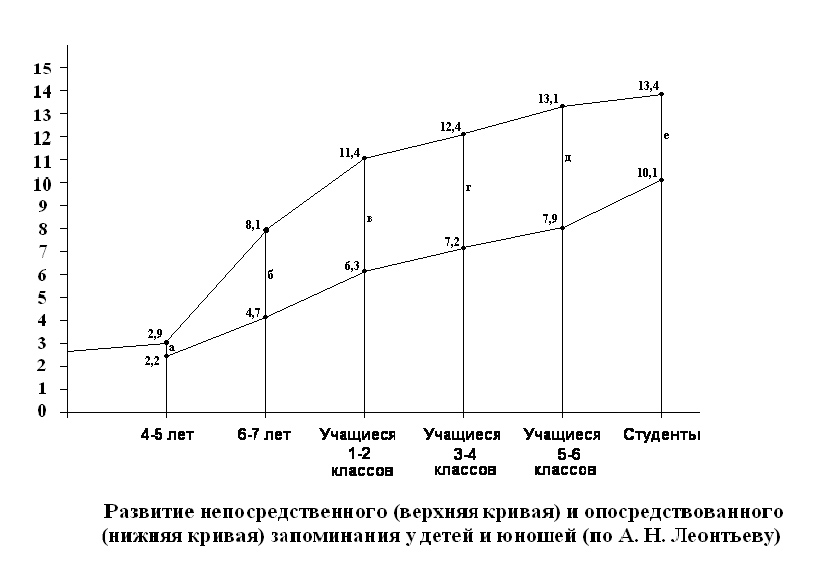 15
14
13
12
11
10
9
8
7
6
5
4
3
2
1
0
2,9
2,2
а
8,1
б
4,7
11,4
в
6,3
12,4
г
7,2
13,1
д
7,9
13,4
е
10,1
4-5 лет
6-7 лет
Учащиеся
1-2
классов
Учащиеся
3-4
классов
Учащиеся
5-6
классов
Студенты
Развитие непосредственного (верхняя кривая) и опосредствованного
(нижняя кривая) запоминания у детей и юношей (по А. Н. Леонтьеву)